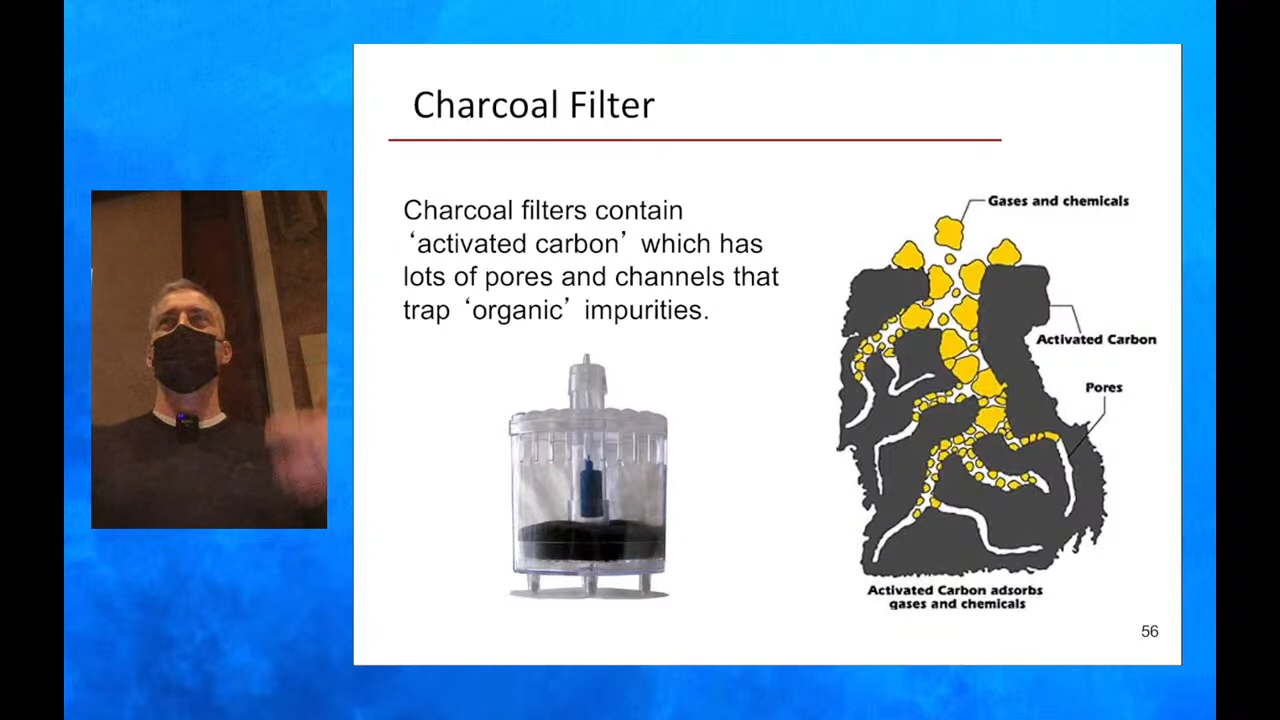 Charcoal Filter
Charcoal filters contain
‘activated carbon’ which has
lots of pores and channels that
trap ‘organic’ impurities.
Gases and chemicals
Activated Carbon
Pores
Activated Carbon adsorbs
gases and chemicals
56